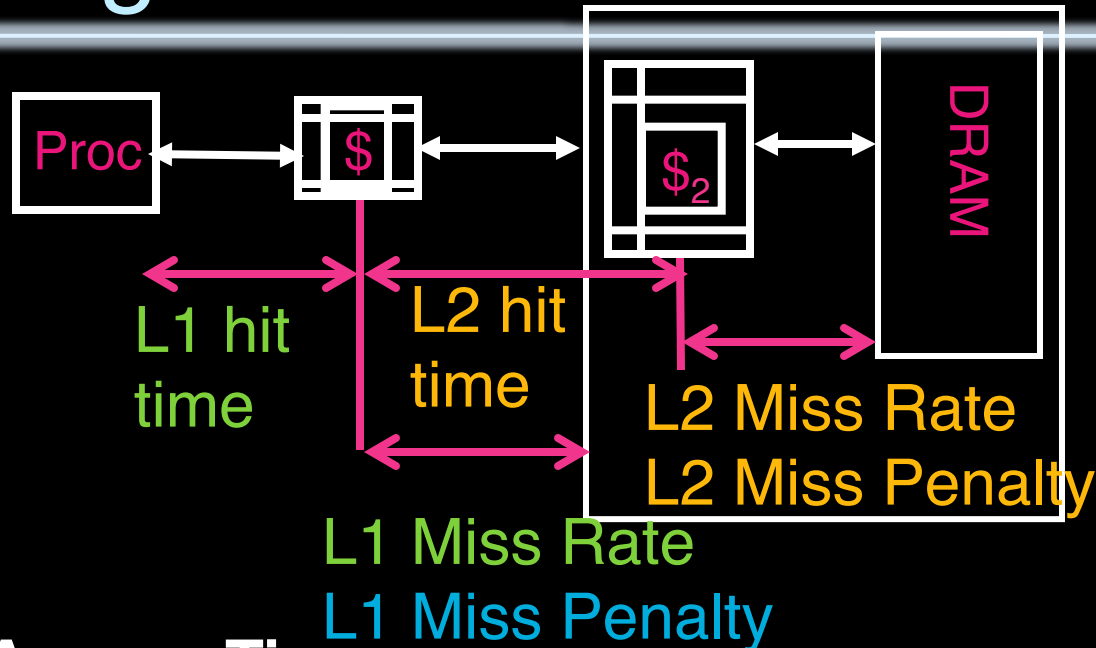 Proc
$
$2
DRAM
L1 hit
time
L2 hit
time
L2 Miss Rate
L2 Miss Penalty
L1 Miss Rate
L1 Miss Penalty